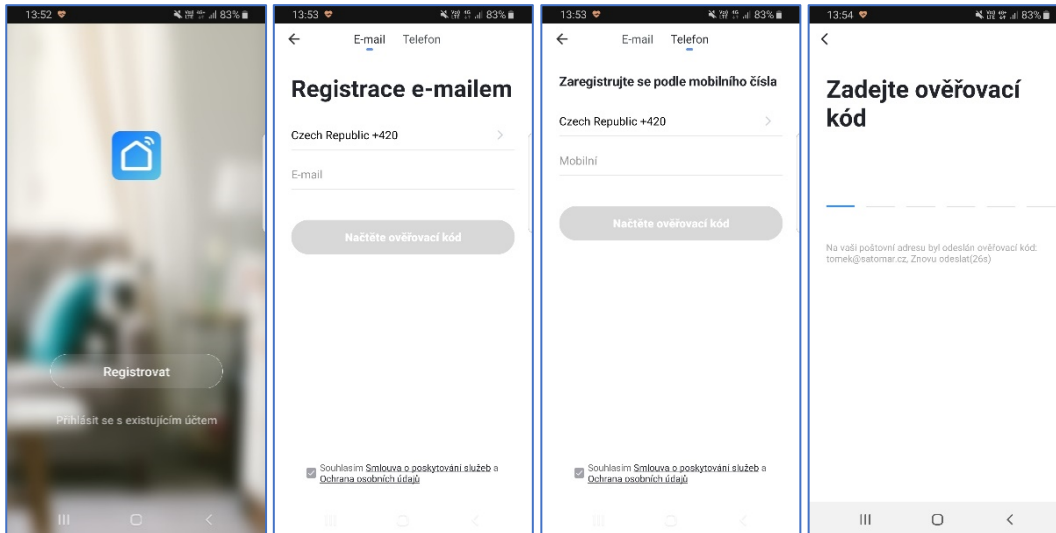 13:52
83%
Registrovat
Přihlásit se s existujícím účtem
13:53
83%
E-mail Telefon
Registrace e-mailem
Czech Republic +420
E-mail
Načtěte ověřovací kód
Souhlasím Smlouva o poskytování služeb a
Ochrana osobních údajů
13:53
83%
E-mail Telefon
Zaregistrujte se podle mobilního čísla
Czech Republic +420
Mobilní
Načtěte ověřovací kód
Souhlasím Smlouva o poskytování služeb a
Ochrana osobních údajů
13:54
83%
Zadejte ověřovací
kód
Na vaši poštovní adresu byl odeslán ověřovací kód:
tomek@satomar.cz, Znovu odeslat(26s)